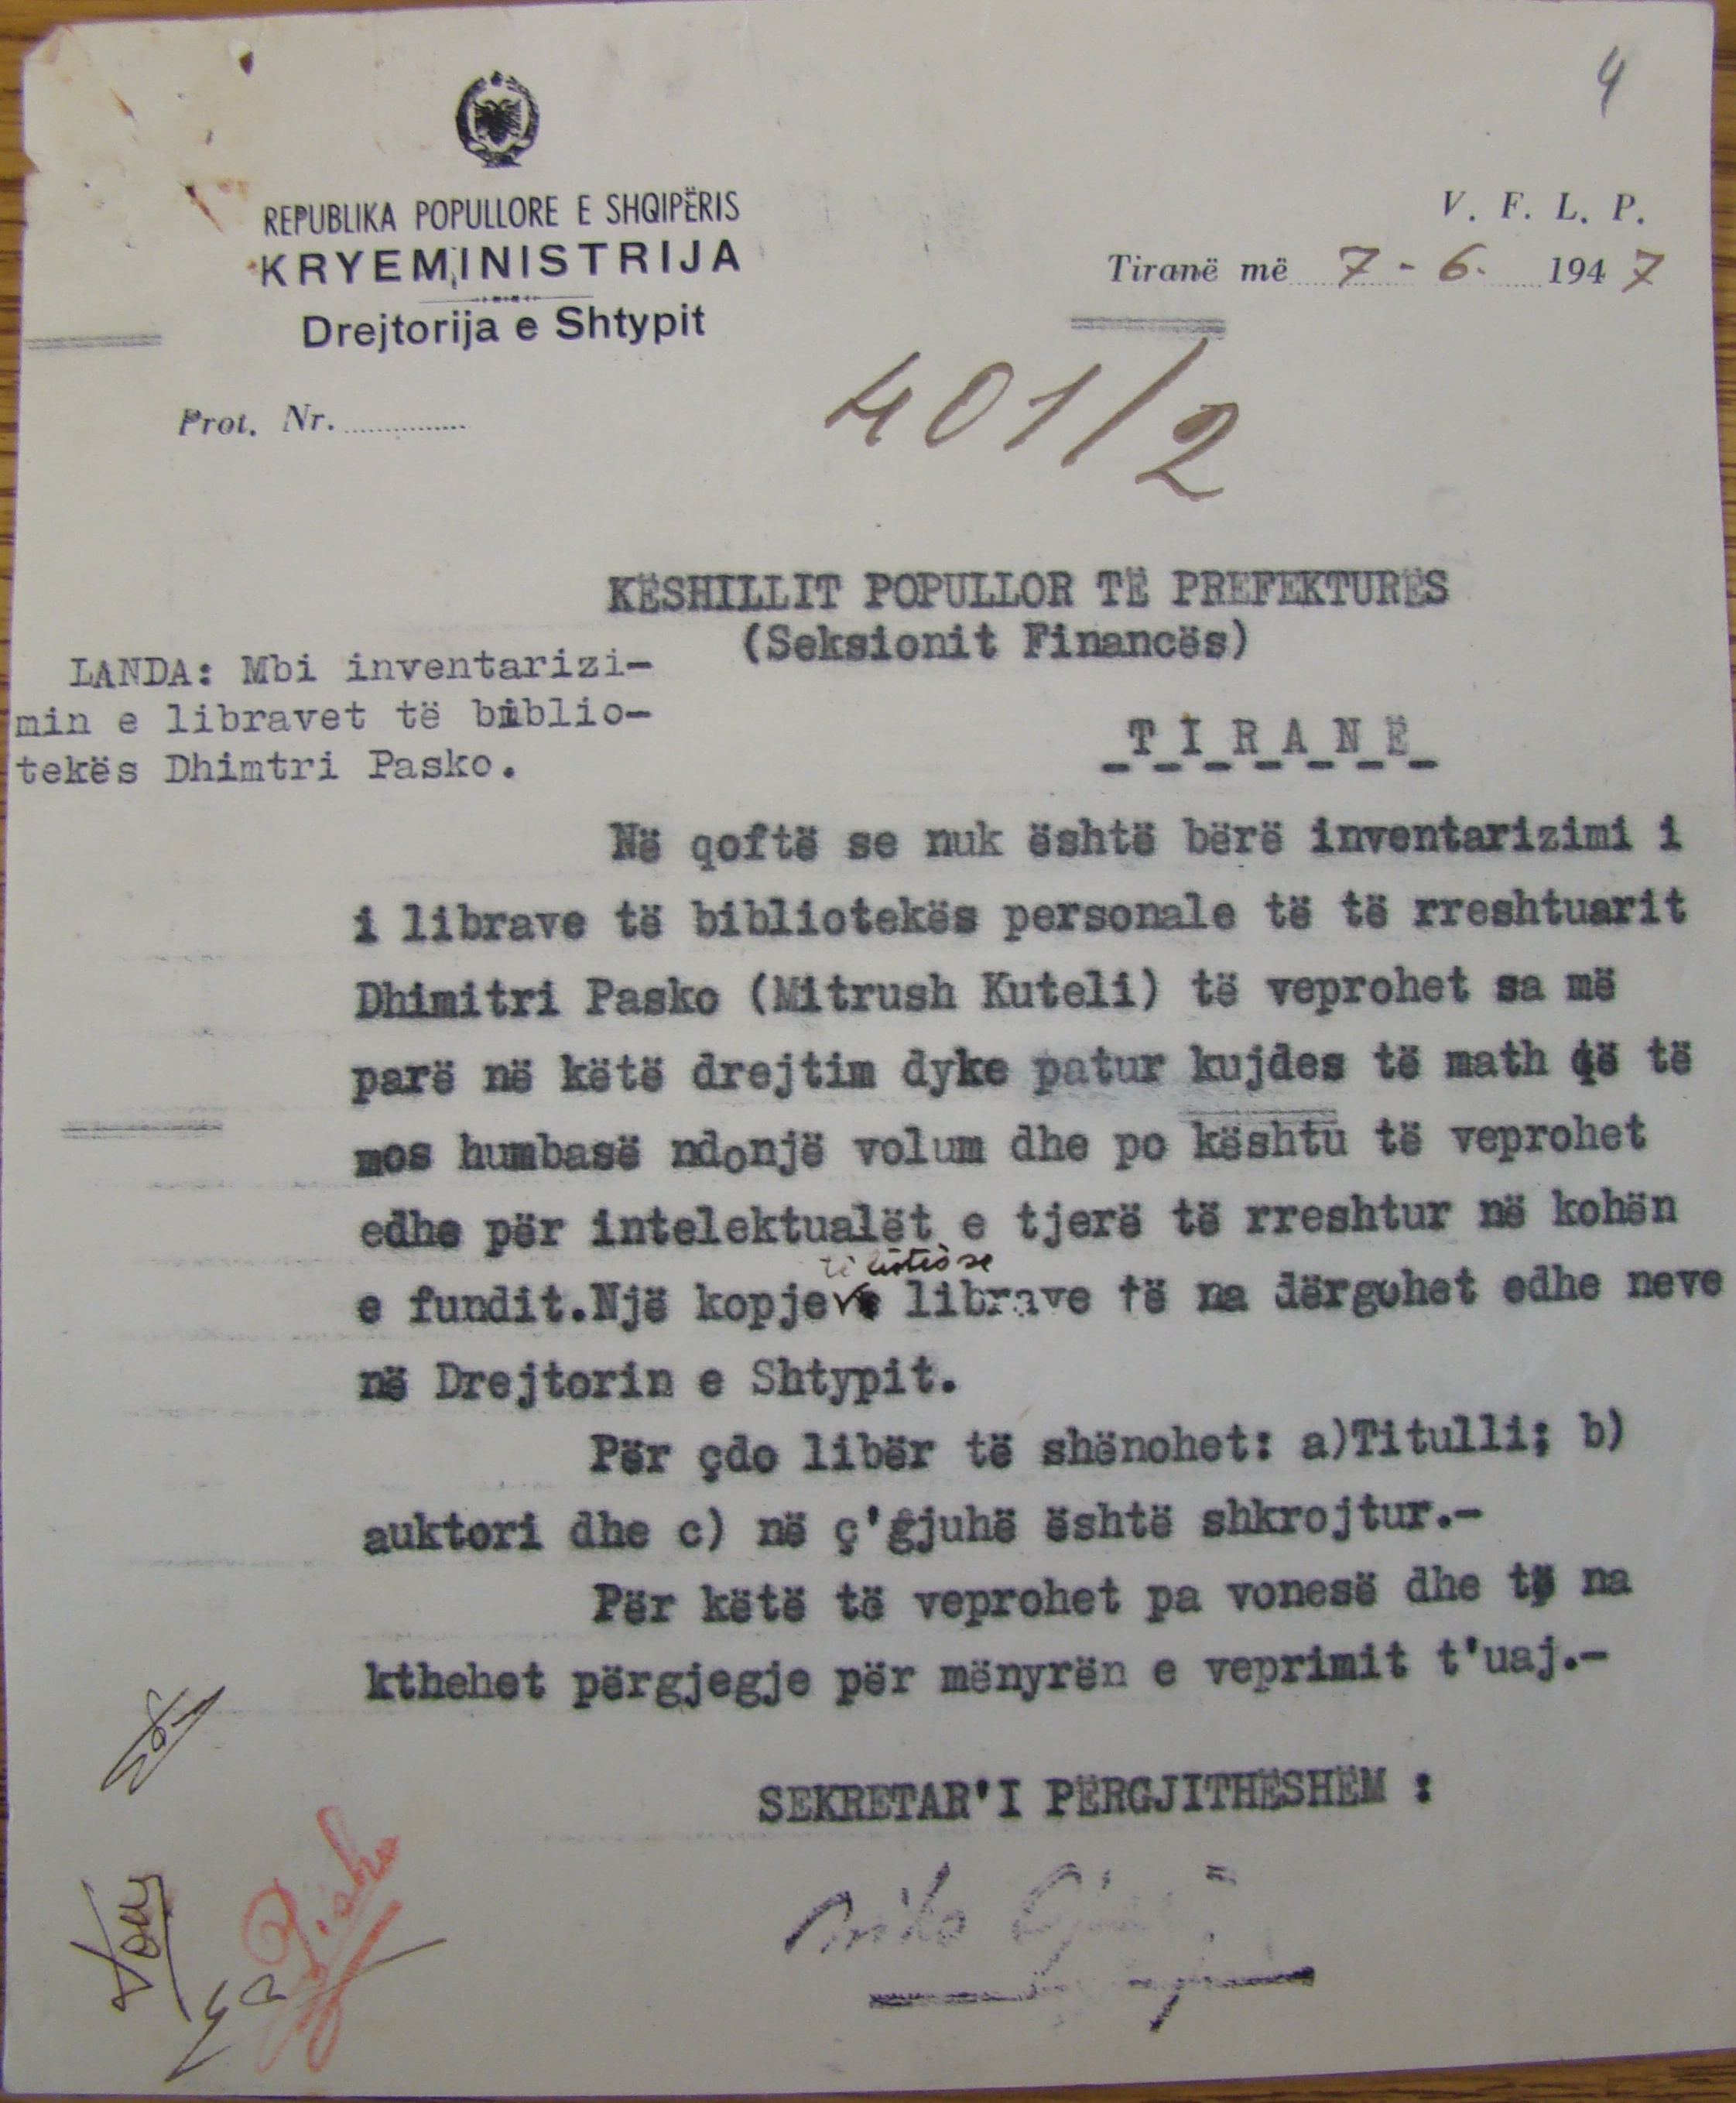 4
REPUBLIKA POPULLORE E SHQIPËRIS
KRYEMINISTRIJA
Drejtorija e Shtypit
V. F. L. P.
Tiranë më 7 - 6. 1947
Prot. Nr. ...............
401/2
KËSHILLIT POPULLOR TË PREFEKTURËS
(Seksionit Financës)
LANDA: Mbi inventarizi-
min e libravet të biblio-
tekës Dhimtri Pasko.
T I R A N Ë
Në qoftë se nuk është bërë inventarizimi i
i librave të bibliotekës personale të të rreshtuarit
Dhimitri Pasko (Mitrush Kuteli) të veprohet sa më
parë në këtë drejtim dyke patur kujdes të math që të
mos humbasë ndonjë volum dhe po kështu të veprohet
edhe për intelektualët e tjerë të rreshtur në kohën
të listës se
e fundit.Një kopje librave të na dërgohet edhe neve
në Drejtorin e Shtypit.
Për çdo libër të shënohet: a)Titulli; b)
auktori dhe c) në ç'gjuhë është shkrojtur.-
Për këtë të veprohet pa vonesë dhe të na
kthehet përgjegje për mënyrën e veprimit t'uaj.-
SEKRETAR'I PËRGJITHËSHËM :